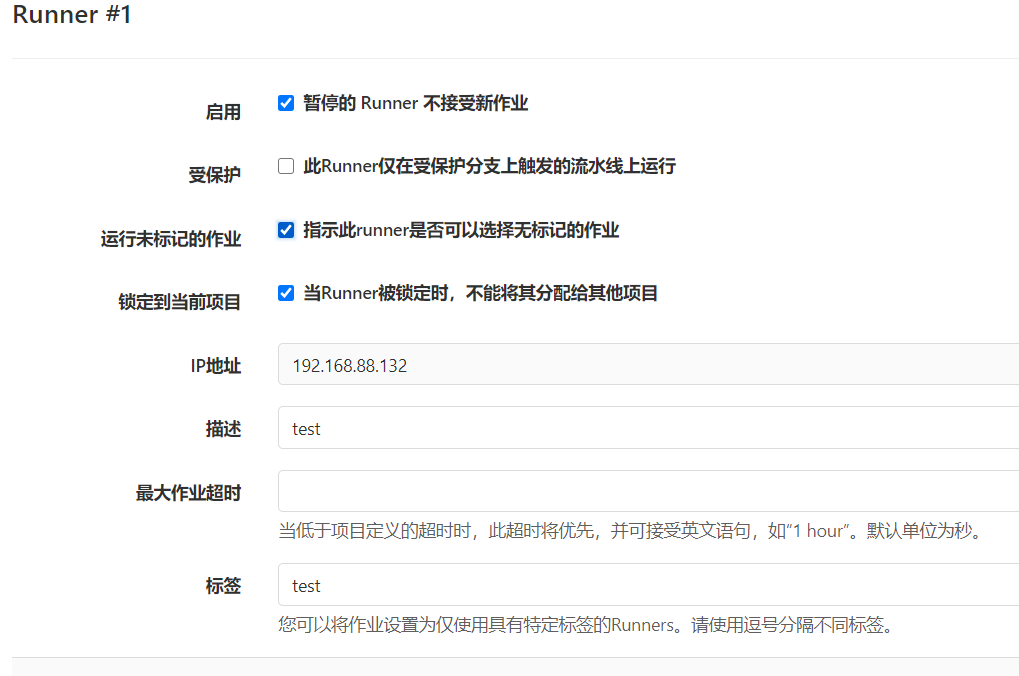 Runner #1
启用
暂停的 Runner 不接受新作业
受保护
此Runner仅在受保护分支上触发的流水线上运行
运行未标记的作业
指示此runner是否可以选择无标记的作业
锁定到当前项目
当Runner被锁定时，不能将其分配给其他项目
IP地址
192.168.88.132
描述
test
最大作业超时
当低于项目定义的超时时，此超时将优先，并可接受英文语句，如“1 hour”。默认单位为秒。
标签
test
您可以将作业设置为仅使用具有特定标签的Runners。请使用逗号分隔不同标签。